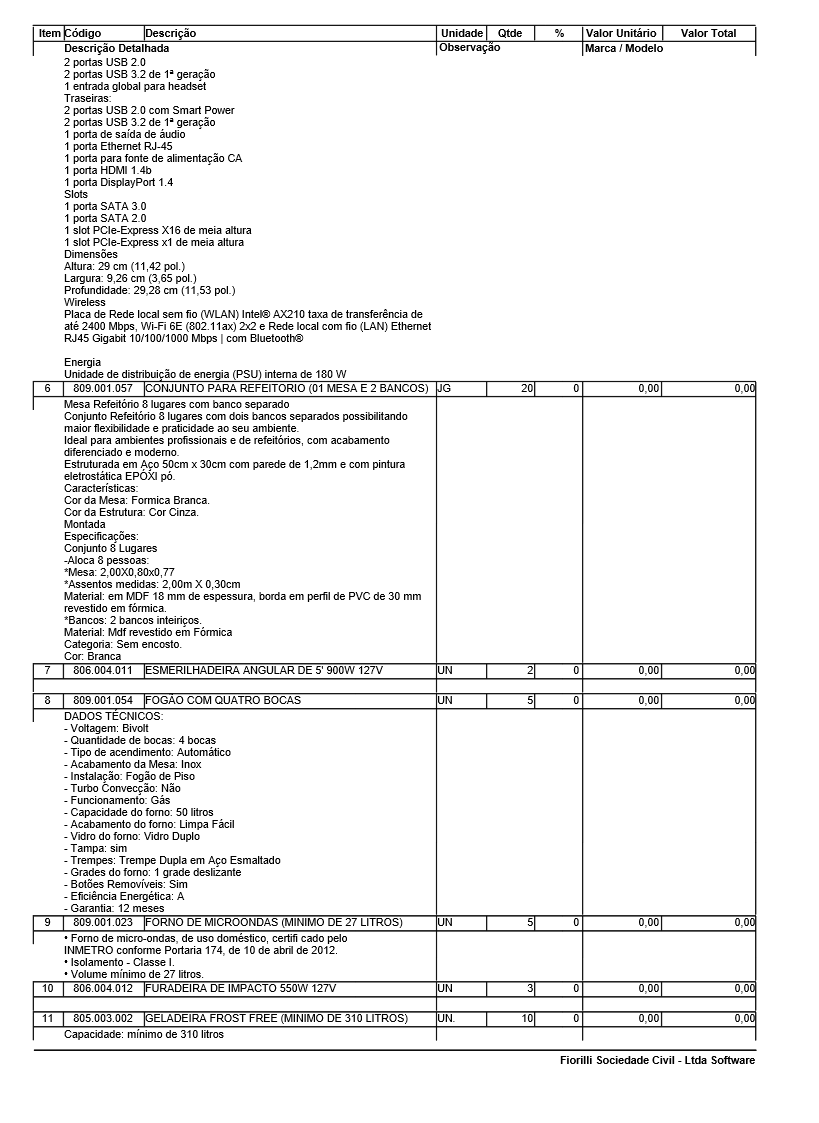 Item Código Descrição Unidade Qtde % Valor Unitário Valor Total
Descrição Detalhada Observação Marca / Modelo
2 portas USB 2.0
2 portas USB 3.2 de 1ª geração
1 entrada global para headset
Traseiras:
2 portas USB 2.0 com Smart Power
2 portas USB 3.2 de 1ª geração
1 porta de saída de áudio
1 porta Ethernet RJ-45
1 porta para fonte de alimentação CA
1 porta HDMI 1.4b
1 porta DisplayPort 1.4
Slots
1 porta SATA 3.0
1 porta SATA 2.0
1 slot PCIe-Express X16 de meia altura
1 slot PCIe-Express x1 de meia altura
Dimensões
Altura: 29 cm (11,42 pol.)
Largura: 9,26 cm (3,65 pol.)
Profundidade: 29,28 cm (11,53 pol.)
Wireless
Placa de Rede local sem fio (WLAN) Intel® AX210 taxa de transferência de
até 2400 Mbps, Wi-Fi 6E (802.11ax) 2x2 e Rede local com fio (LAN) Ethernet
RJ45 Gigabit 10/100/1000 Mbps | com Bluetooth®
Energia
Unidade de distribuição de energia (PSU) interna de 180 W
6 809.001.057 CONJUNTO PARA REFEITORIO (01 MESA E 2 BANCOS) JG 20 0 0,00 0,00
Mesa Refeitório 8 lugares com banco separado
Conjunto Refeitório 8 lugares com dois bancos separados possibilitando
maior flexibilidade e praticidade ao seu ambiente.
Ideal para ambientes profissionais e de refeitórios, com acabamento
diferenciado e moderno.
Estruturada em Aço 50cm x 30cm com parede de 1,2mm e com pintura
eletrostática EPÓXI pó.
Características:
Cor da Mesa: Formica Branca.
Cor da Estrutura: Cor Cinza.
Montada
Especificações:
Conjunto 8 Lugares
-Aloca 8 pessoas:
*Mesa: 2,00X0,80x0,77
*Assentos medidas: 2,00m X 0,30cm
Material: em MDF 18 mm de espessura, borda em perfil de PVC de 30 mm
revestido em fórmica.
*Bancos: 2 bancos inteiriços.
Material: Mdf revestido em Fórmica
Categoria: Sem encosto.
Cor: Branca
7 806.004.011 ESMERILHADEIRA ANGULAR DE 5' 900W 127V UN 2 0 0,00 0,00
8 809.001.054 FOGÃO COM QUATRO BOCAS UN 5 0 0,00 0,00
DADOS TÉCNICOS:
- Voltagem: Bivolt
- Quantidade de bocas: 4 bocas
- Tipo de acendimento: Automático
- Acabamento da Mesa: Inox
- Instalação: Fogão de Piso
- Turbo Convecção: Não
- Funcionamento: Gás
- Capacidade do forno: 50 litros
- Acabamento do forno: Limpa Fácil
- Vidro do forno: Vidro Duplo
- Tampa: sim
- Trempes: Trempe Dupla em Aço Esmaltado
- Grades do forno: 1 grade deslizante
- Botões Removíveis: Sim
- Eficiência Energética: A
- Garantia: 12 meses
9 809.001.023 FORNO DE MICROONDAS (MINIMO DE 27 LITROS) UN 5 0 0,00 0,00
• Forno de micro-ondas, de uso doméstico, certifi cado pelo
INMETRO conforme Portaria 174, de 10 de abril de 2012.
• Isolamento - Classe I.
• Volume mínimo de 27 litros.
10 806.004.012 FURADEIRA DE IMPACTO 550W 127V UN 3 0 0,00 0,00
11 805.003.002 GELADEIRA FROST FREE (MINIMO DE 310 LITROS) UN. 10 0 0,00 0,00
Capacidade: mínimo de 310 litros
Fiorilli Sociedade Civil - Ltda Software